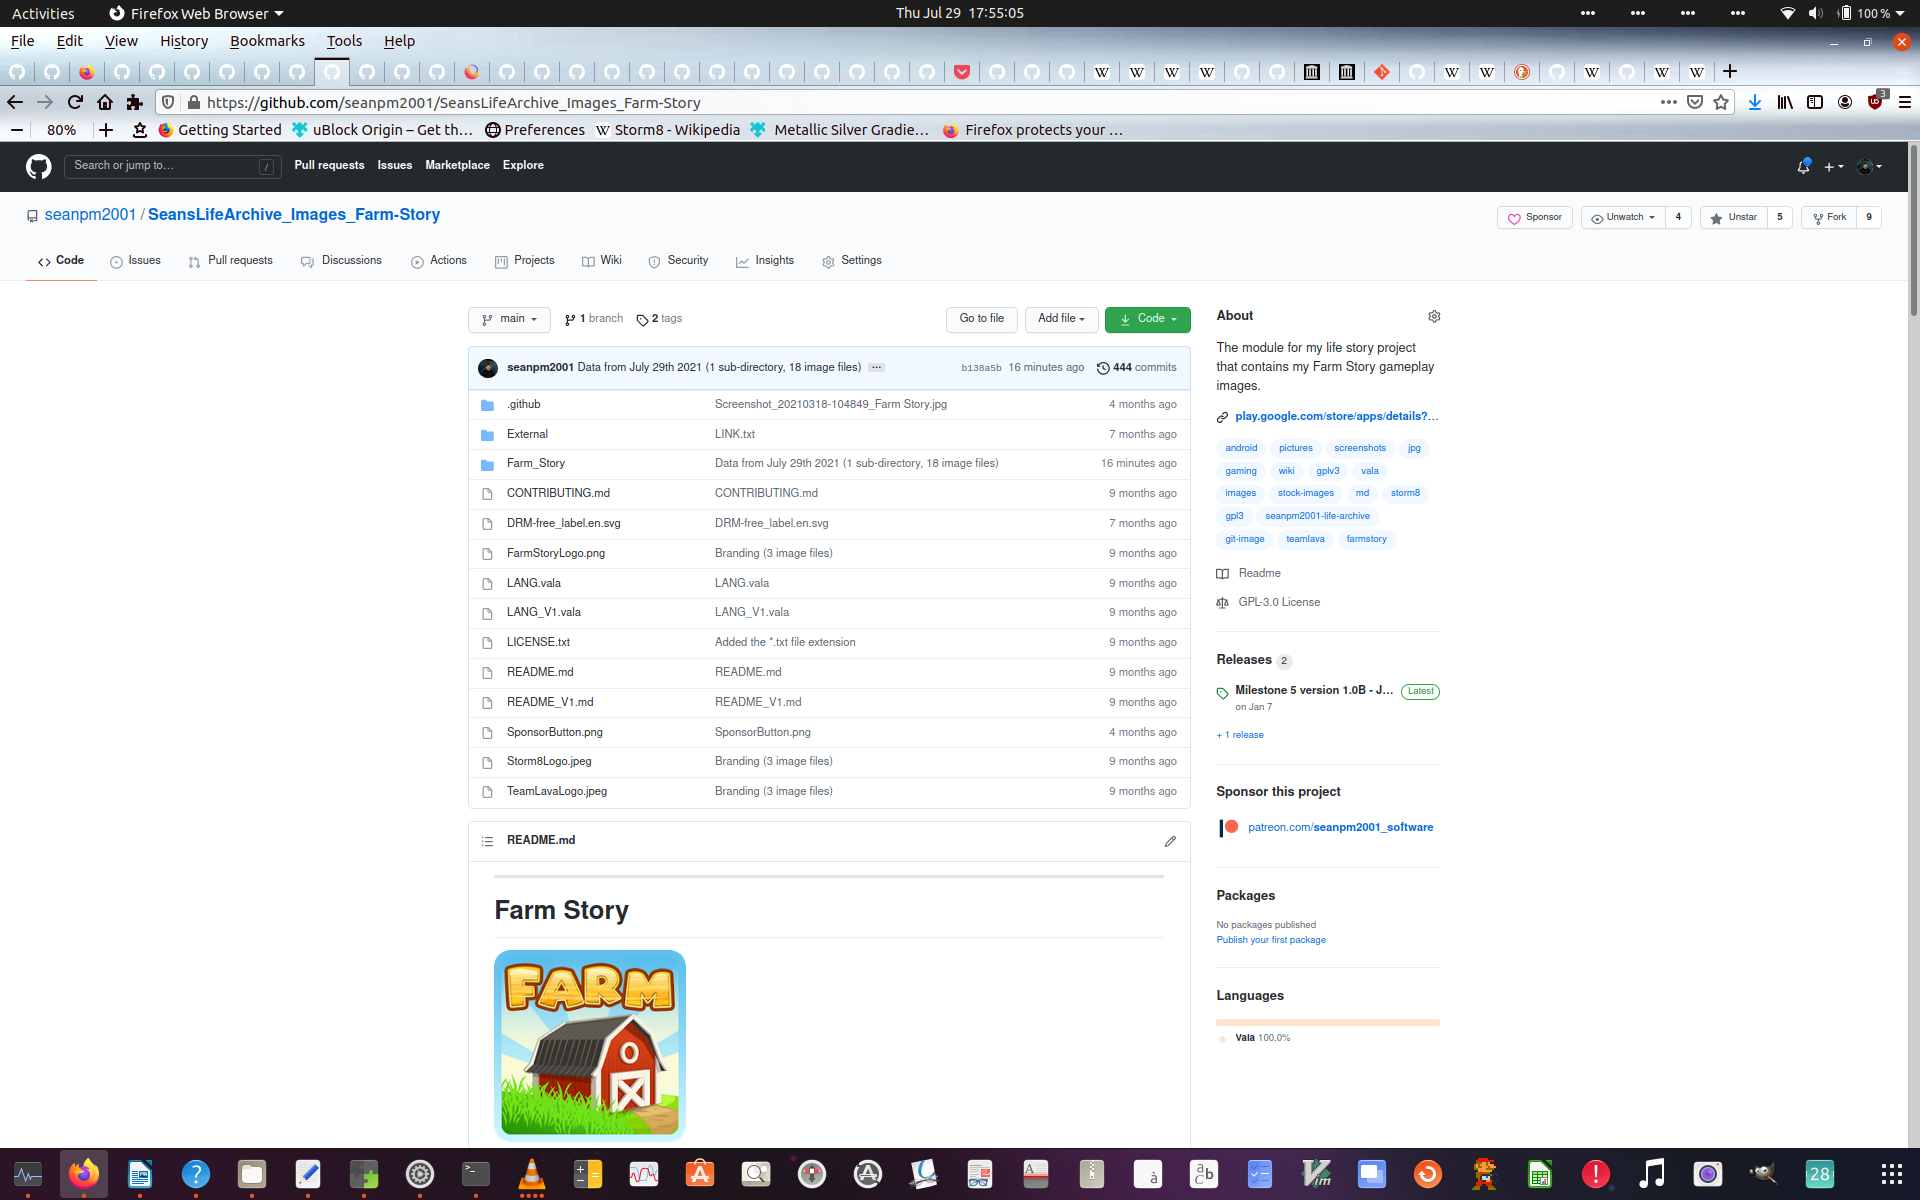 Activities Firefox Web Browser Thu Jul 29 17:55:05 100 %
File Edit View History Bookmarks Tools Help
https://github.com/seanpm2001/SeansLifeArchive_Images_Farm-Story 3
80% Getting Started uBlock Origin – Get th… Preferences Storm8 - Wikipedia Metallic Silver Gradie… Firefox protects your …
Search or jump to… / Pull requests Issues Marketplace Explore
seanpm2001 / SeansLifeArchive_Images_Farm-Story Sponsor Unwatch 4 Unstar 5 Fork 9
Code Issues Pull requests Discussions Actions Projects Wiki Security Insights Settings
main 1 branch 2 tags Go to file Add file Code
seanpm2001 Data from July 29th 2021 (1 sub-directory, 18 image files) ... b138a5b 16 minutes ago 444 commits
.github Screenshot_20210318-104849_Farm Story.jpg 4 months ago
External LINK.txt 7 months ago
Farm_Story Data from July 29th 2021 (1 sub-directory, 18 image files) 16 minutes ago
CONTRIBUTING.md CONTRIBUTING.md 9 months ago
DRM-free_label.en.svg DRM-free_label.en.svg 7 months ago
FarmStoryLogo.png Branding (3 image files) 9 months ago
LANG.vala LANG.vala 9 months ago
LANG_V1.vala LANG_V1.vala 9 months ago
LICENSE.txt Added the *.txt file extension 9 months ago
README.md README.md 9 months ago
README_V1.md README_V1.md 9 months ago
SponsorButton.png SponsorButton.png 4 months ago
Storm8Logo.jpeg Branding (3 image files) 9 months ago
TeamLavaLogo.jpeg Branding (3 image files) 9 months ago
README.md
Farm Story
FARM
About
The module for my life story project
that contains my Farm Story gameplay
images.
play.google.com/store/apps/details?...
android pictures screenshots jpg
gaming wiki gplv3 vala
images stock-images md storm8
gpl3 seanpm2001-life-archive
git-image teamlava farmstory
Readme
GPL-3.0 License
Releases 2
Milestone 5 version 1.0B - J... Latest
on Jan 7
+ 1 release
Sponsor this project
patreon.com/seanpm2001_software
Packages
No packages published
Publish your first package
Languages
Vala 100.0%
28